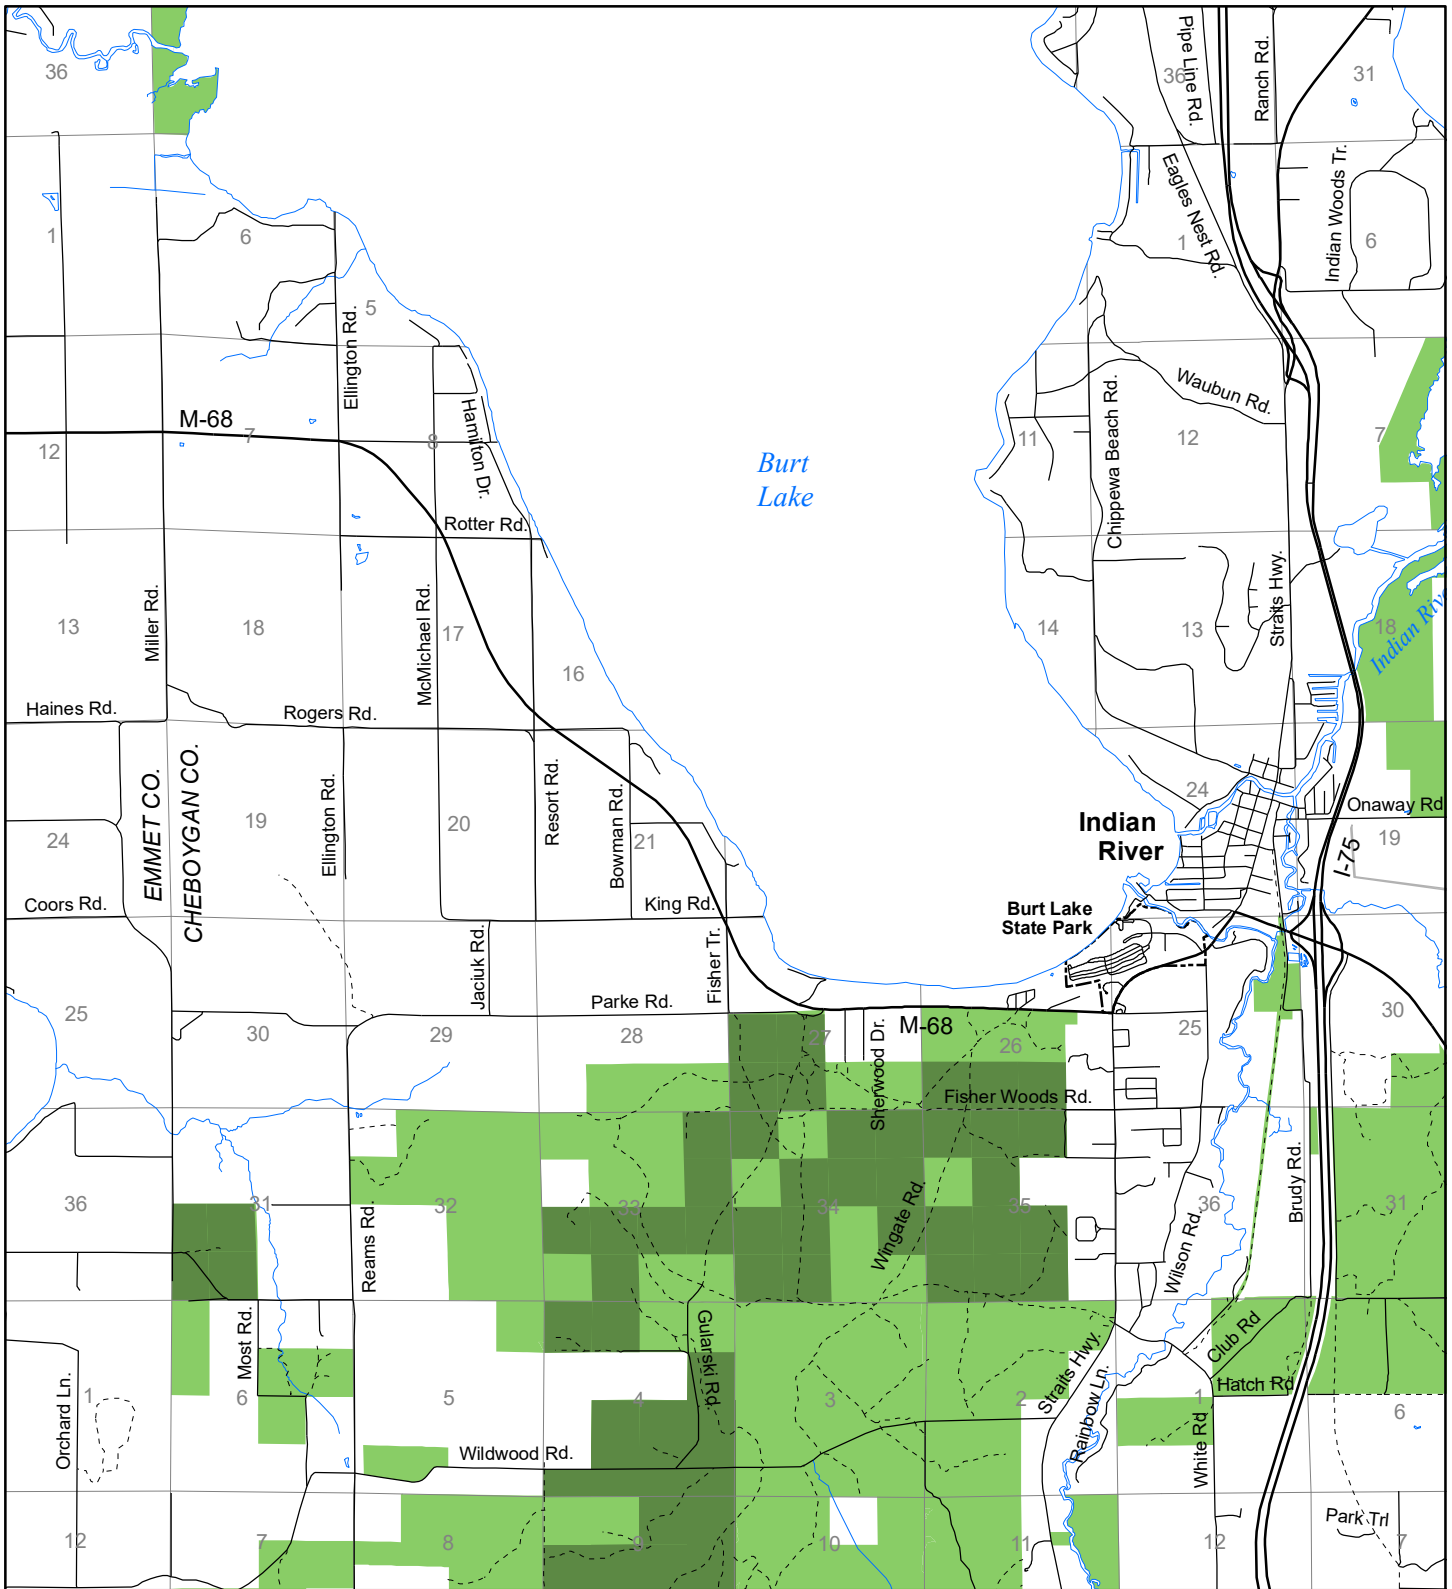 36
Pipe Line Rd.
36
Ranch Rd.
31
Eagles Nest Rd.
Indian Woods Tr.
1
6
5
1
6
Ellington Rd.
M-68
7
8
12
Hamilton Dr.
Rotter Rd.
Burt
Lake
Waubun Rd.
Chippewa Beach Rd.
11
12
7
Straits Hwy.
Miller Rd.
McMichael Rd.
13
18
17
16
14
13
18
Indian Rive
Haines Rd.
Rogers Rd.
EMMET CO.
CHEBOYGAN CO.
Ellington Rd.
Resort Rd.
Bowman Rd.
24
19
20
21
24
Onaway Rd
19
I-75
Indian
River
Coors Rd.
King Rd.
Burt Lake
State Park
Jaciuk Rd.
Fisher Tr.
Parke Rd.
25
30
29
28
27
Sherwood Dr.
M-68
26
25
30
Fisher Woods Rd.
Brudy Rd.
36
31
32
33
34
35
36
31
Reams Rd.
Wingate Rd.
Wilson Rd.
Most Rd.
Gularski Rd.
Straits Hwy.
Club Rd
Hatch Rd
Orchard Ln.
1
6
5
4
3
2
1
6
Rainbow Ln.
White Rd
Wildwood Rd.
Park Trl
12
7
8
9
10
11
12
7